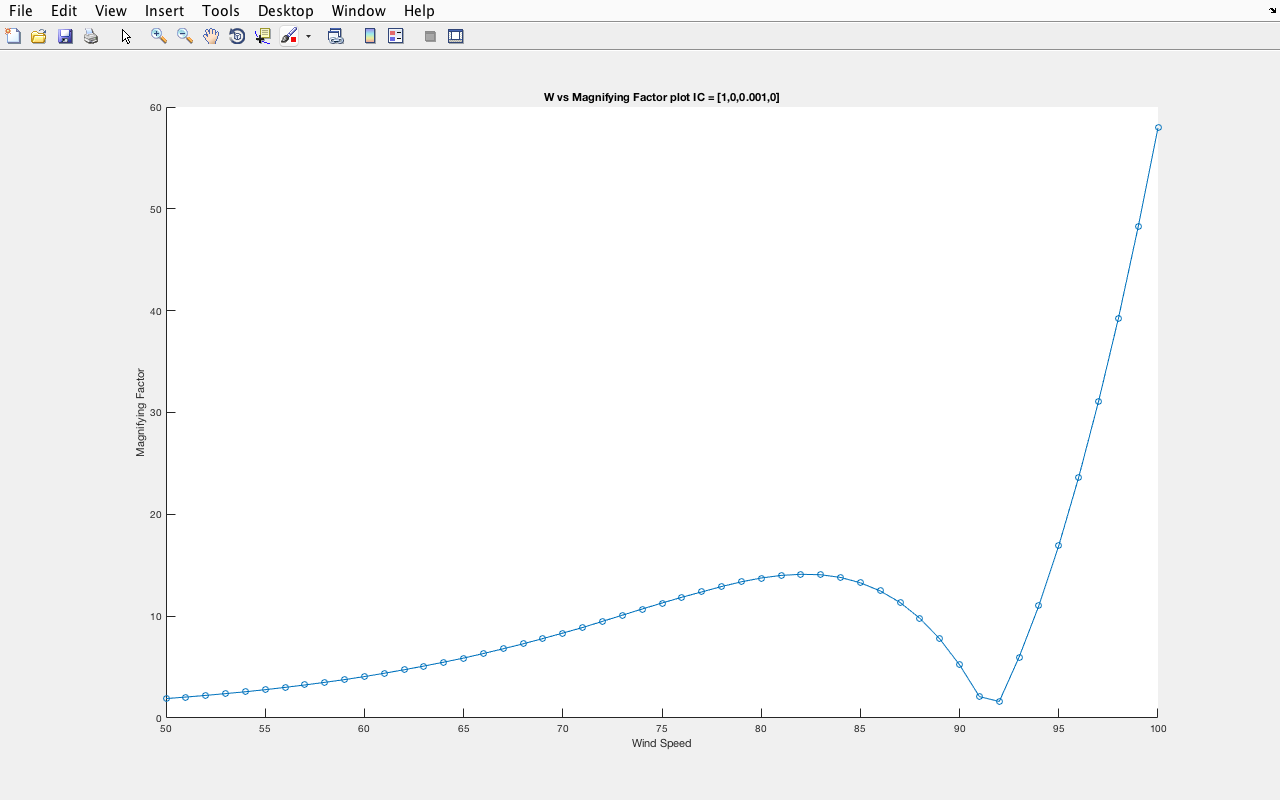 File Edit View Insert Tools Desktop Window Help
W vs Magnifying Factor plot IC = [1,0,0.001,0]
60
50
40
30
20
10
0
Magnifying Factor
50 55 60 65 70 75 80 85 90 95 100
Wind Speed